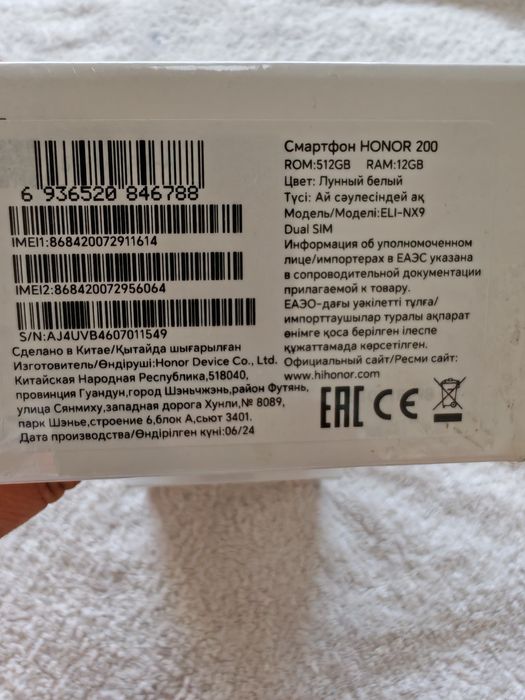 6 936520 846788
IMEI1:868420072911614
IMEI2:868420072956064
S/N:AJ4UVB4607011549
Сделано в Китае/Қытайда шығарылған
Изготовитель/Өндіруші:Honor Device Co., Ltd.
Китайская Народная Республика,518040,
провинция Гуандун,город Шэньчжэнь,район Футянь,
улица Сянмиху,западная дорога Хунли,№ 8089,
парк Шэнье,строение 6,блок А,сьют 3401.
Дата производства/Өндірілген күні:06/24
Смартфон HONOR 200
ROM:512GB RAM:12GB
Цвет: Лунный белый
Түсі: Ай сәулесіндей ақ
Модель/Моделі:ELI-NX9
Dual SIM
Информация об уполномоченном
лице/импортерах в ЕАЭС указана
в сопроводительной документации
прилагаемой к товару.
ЕАЭО-дағы уәкілетті тұлға/
импорттаушылар туралы ақпарат
өнімге қоса берілген ілеспе
құжаттамада көрсетілген.
Официальный сайт/Ресми сайт:
www.hihonor.com
EAC CE